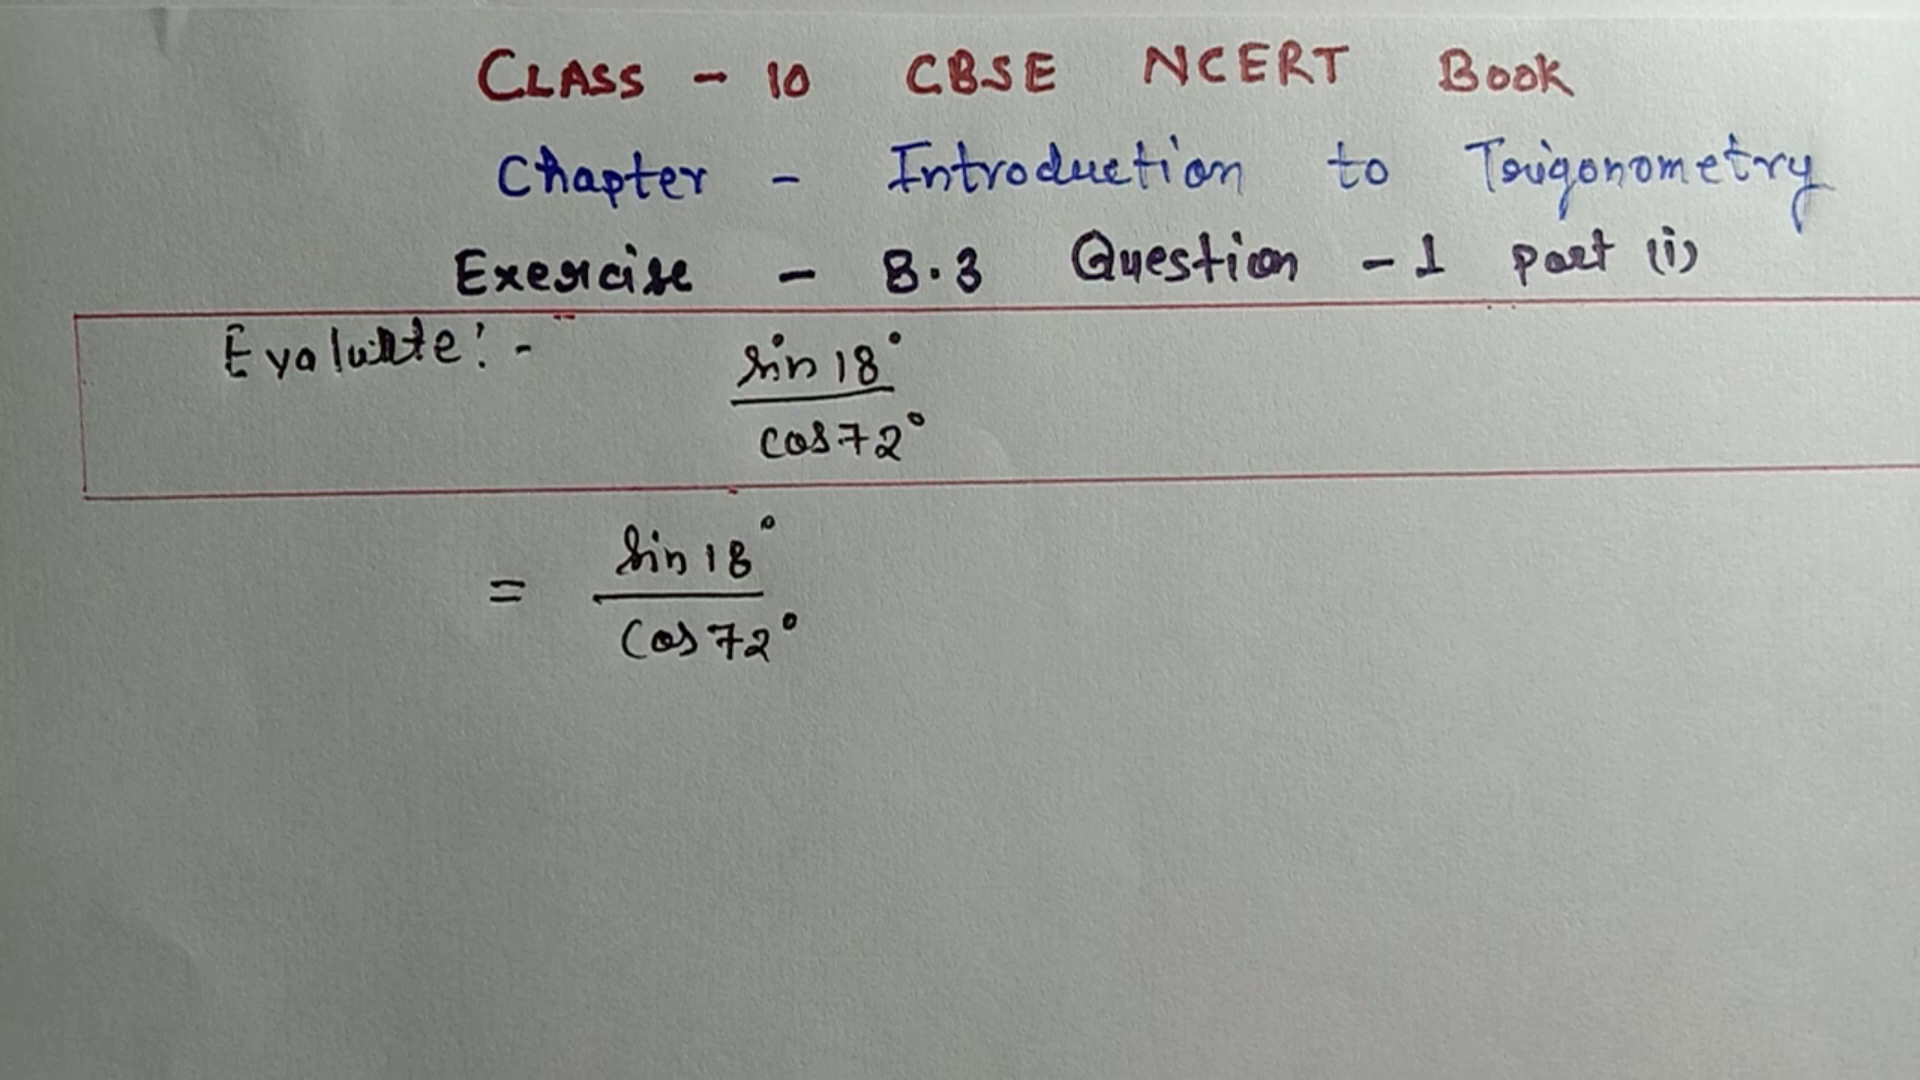 CLASS - 10 CBSE NCERT Book
Chapter - Introduction to Trigonometry
Exercise - 8.3 Question - 1 part (i)
Evaluate:- sin 18°
cos 72°
sin 18°
=
cos 72°